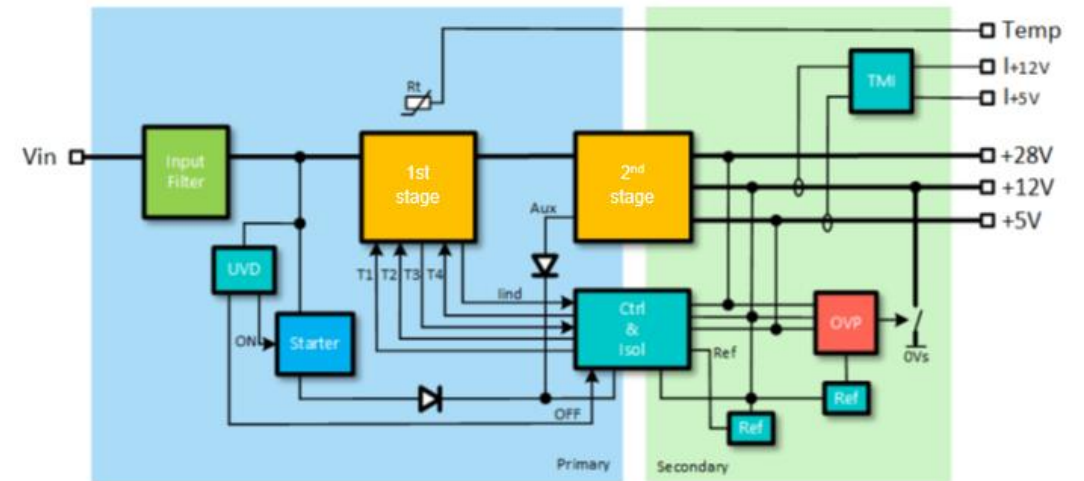 Temp
I+12V
TMI
I+5V
Rt
Vin
Input
Filter
1st
stage
2nd
stage
+28V
+12V
+5V
Aux
UVD
T1 T2 T3 T4
Iind
Ctrl
&
Isol
OVP
ON
Starter
Ref
0Vs
Ref
OFF
Ref
Primary
Secondary